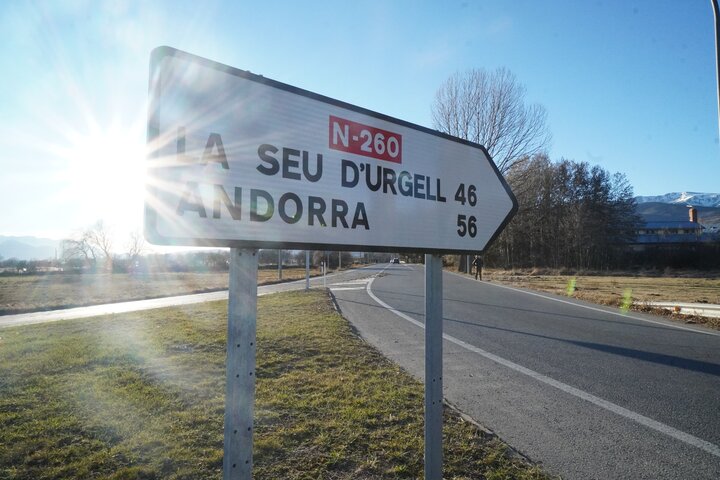 N-260
LA SEU D'URGELL 46
ANDORRA 56